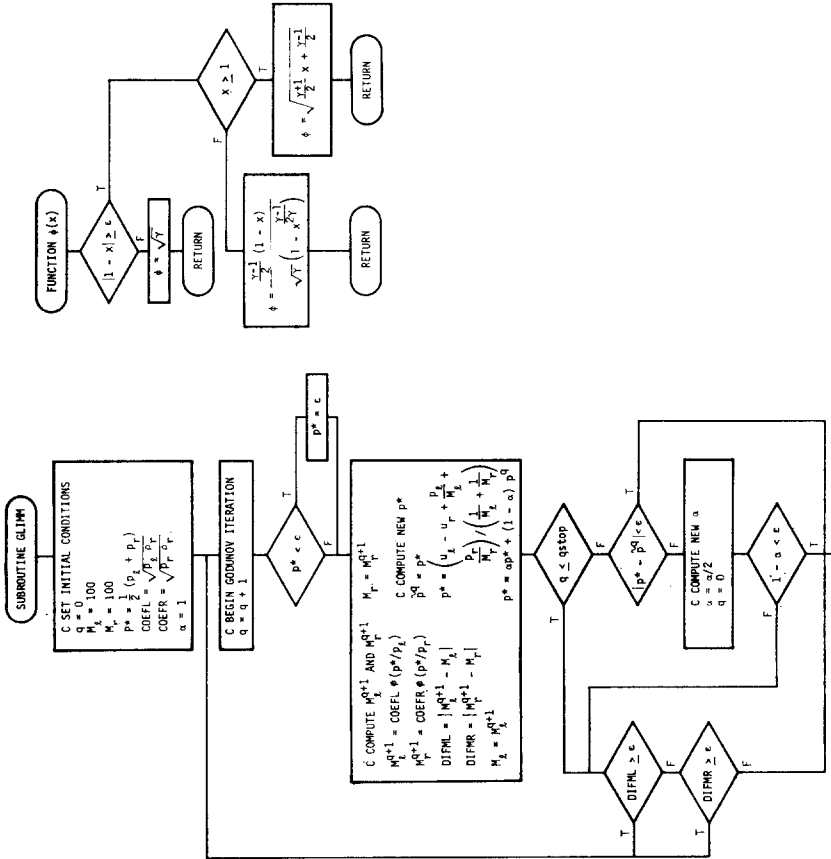 SUBROUTINE GLIMM
C SET INITIAL CONDITIONS
q = 0
M_ℓ = 100
M_r = 100
p* = 1/2 (p_ℓ + p_r)
COEFL = √(p_r ρ_r)
COEFR = √(p_r ρ_r)
α = 1
C BEGIN GODUNOV ITERATION
q = q + 1
p* < ε
T
p* = ε
F
C COMPUTE M_ℓ^{q+1} AND M_r^{q+1}
M_ℓ^{q+1} = COEFL φ(p*/p_ℓ)
M_r^{q+1} = COEFR φ(p*/p_r)
DIFML = |M_ℓ^{q+1} - M_ℓ|
DIFMR = |M_r^{q+1} - M_r|
M_ℓ = M_ℓ^{q+1}
M_r = M_r^{q+1}
C COMPUTE NEW p*
p̃^q = p*
p* = (u_ℓ - u_r + p_ℓ/M_ℓ +
p_r/M_r) / (1/M_ℓ + 1/M_r)
p* = αp* + (1 - α) p̃^q
q ≤ qstop
T
F
|p* - p̃^q| < ε
T
F
C COMPUTE NEW α
α = α/2
q = 0
1 - α < ε
F
T
DIFML ≥ ε
T
F
DIFMR ≥ ε
T
F
FUNCTION φ(x)
|1 - x| ≥ ε
T
F
φ = √γ
RETURN
x ≥ 1
F
T
φ = (γ-1)/2 (1 - x) / √γ (1 - x^{(γ-1)/2γ})
RETURN
φ = √((γ+1)/2 x + (γ-1)/2)
RETURN